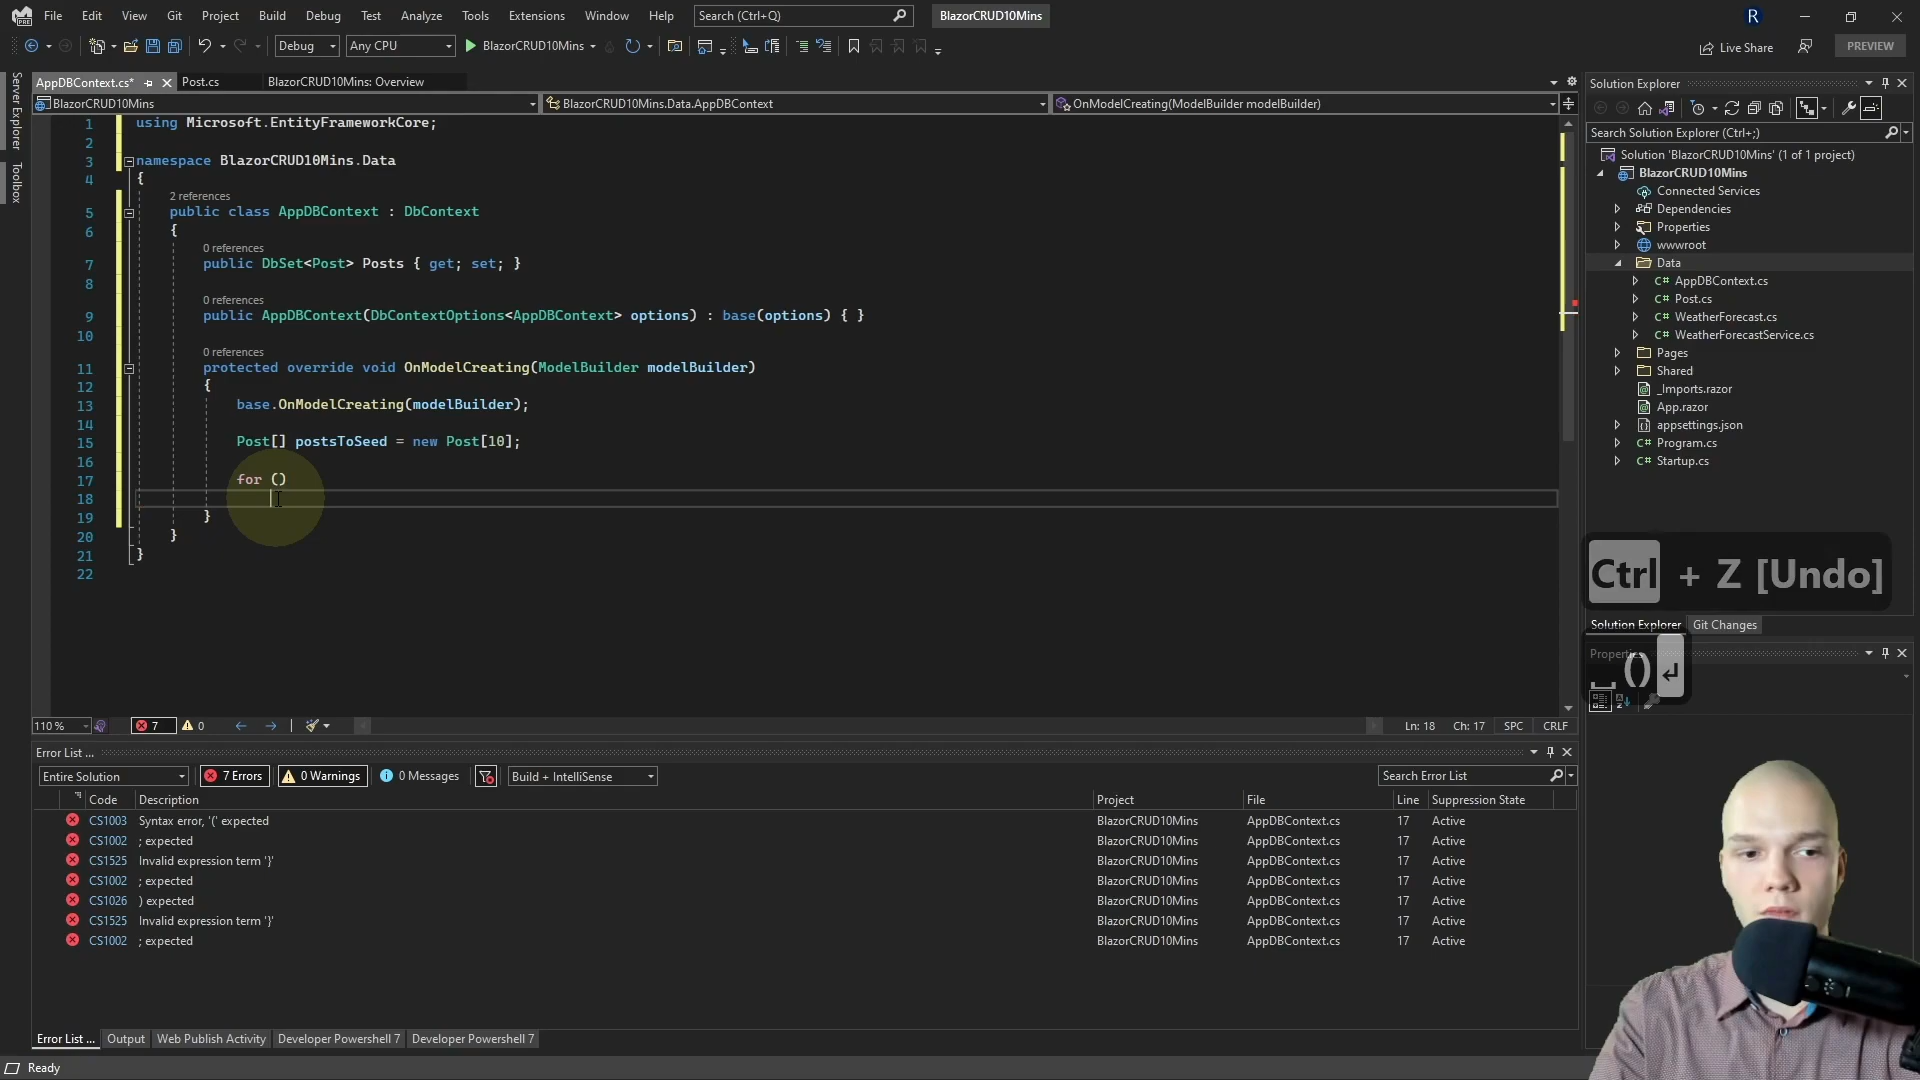 File Edit View Git Project Build Debug Test Analyze Tools Extensions Window Help Search (Ctrl+Q) BlazorCRUD10Mins R
Debug Any CPU BlazorCRUD10Mins Live Share PREVIEW
Server Explorer
Toolbox
AppDBContext.cs* Post.cs BlazorCRUD10Mins: Overview
BlazorCRUD10Mins BlazorCRUD10Mins.Data.AppDBContext OnModelCreating(ModelBuilder modelBuilder)
1 using Microsoft.EntityFrameworkCore;
2
3 namespace BlazorCRUD10Mins.Data
4 {
2 references
5 public class AppDBContext : DbContext
6 {
0 references
7 public DbSet<Post> Posts { get; set; }
8
0 references
9 public AppDBContext(DbContextOptions<AppDBContext> options) : base(options) { }
10
0 references
11 protected override void OnModelCreating(ModelBuilder modelBuilder)
12 {
13 base.OnModelCreating(modelBuilder);
14
15 Post[] postsToSeed = new Post[10];
16
17 for ()
18
19 }
20 }
21 }
22
110 % 7 0 Ln: 18 Ch: 17 SPC CRLF
Error List ...
Entire Solution 7 Errors 0 Warnings 0 Messages Build + IntelliSense Search Error List
Code Description Project File Line Suppression State
CS1003 Syntax error, '(' expected BlazorCRUD10Mins AppDBContext.cs 17 Active
CS1002 ; expected BlazorCRUD10Mins AppDBContext.cs 17 Active
CS1525 Invalid expression term '}' BlazorCRUD10Mins AppDBContext.cs 17 Active
CS1002 ; expected BlazorCRUD10Mins AppDBContext.cs 17 Active
CS1026 ) expected BlazorCRUD10Mins AppDBContext.cs 17 Active
CS1525 Invalid expression term '}' BlazorCRUD10Mins AppDBContext.cs 17 Active
CS1002 ; expected BlazorCRUD10Mins AppDBContext.cs 17 Active
Error List ... Output Web Publish Activity Developer Powershell 7 Developer Powershell 7
Ready
Solution Explorer
Search Solution Explorer (Ctrl+;)
Solution 'BlazorCRUD10Mins' (1 of 1 project)
BlazorCRUD10Mins
Connected Services
Dependencies
Properties
wwwroot
Data
C# AppDBContext.cs
C# Post.cs
C# WeatherForecast.cs
C# WeatherForecastService.cs
Pages
Shared
_Imports.razor
App.razor
appsettings.json
C# Program.cs
C# Startup.cs
Ctrl + Z [Undo]
Solution Explorer Git Changes
␣()↵